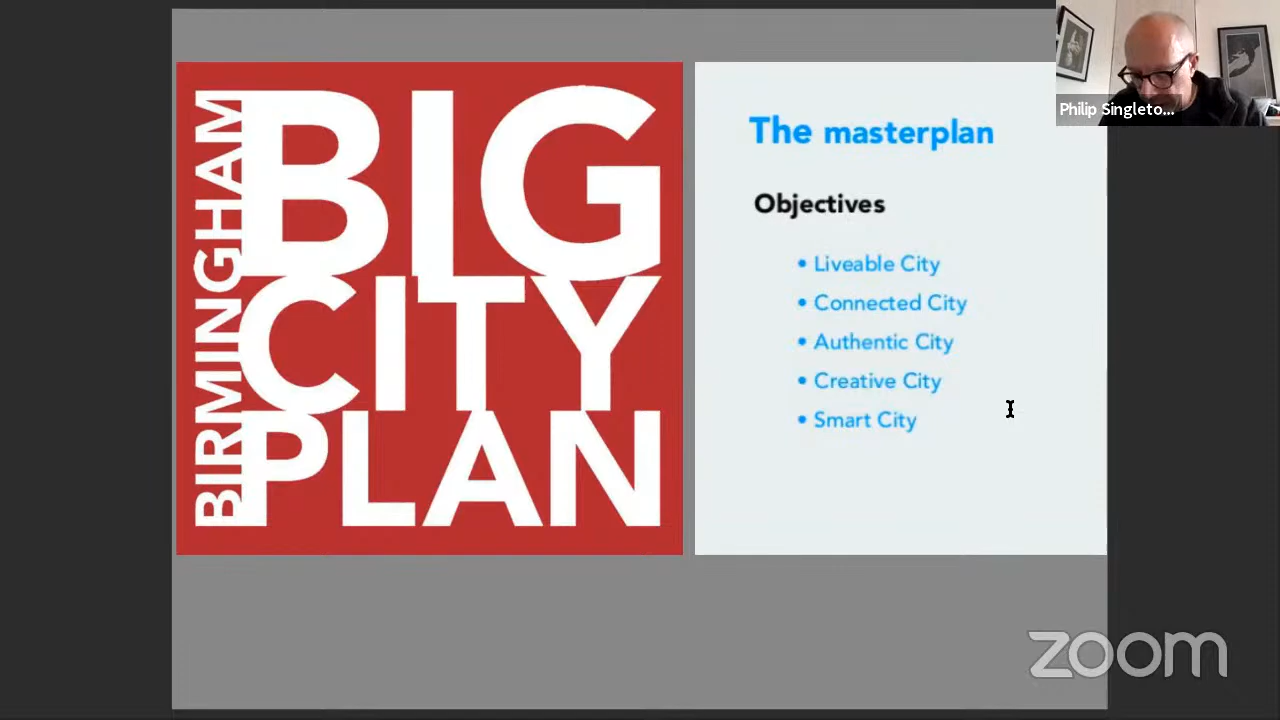 BIRMINGHAM
BIG
CITY
PLAN
The masterplan
Objectives
• Liveable City
• Connected City
• Authentic City
• Creative City
• Smart City
Philip Singleto...
zoom